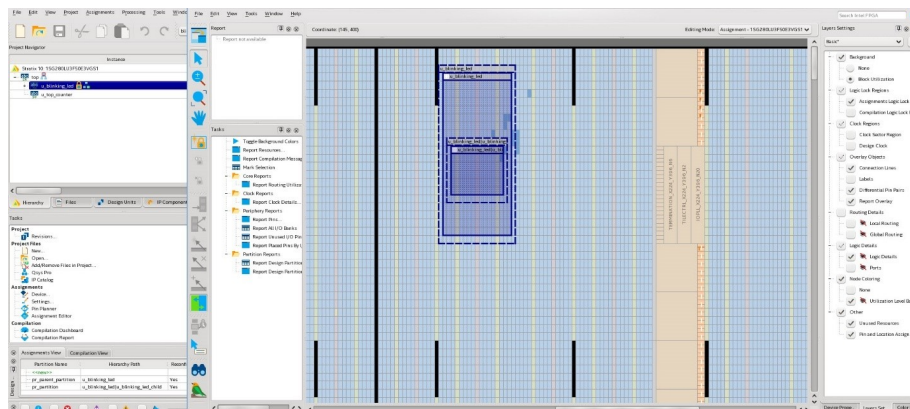 File Edit View Project Assignments Processing Tools
Project Navigator
Instance
Stratix 10: 1SG280LU3F50E3VGS1
top
u_blinking_led
u_top_counter
Hierarchy
Files
Design Units
IP Component
Tasks
Project
Revisions...
Project Files
New...
Open...
Add/Remove Files in Project...
Qsys Pro
IP Catalog
Assignments
Device...
Settings...
Pin Planner
Assignment Editor
Compilation
Compilation Dashboard
Compilation Report
Assignments View
Compilation View
Partition Name
Hierarchy Path
pr_parent_partition
u_blinking_led
Yes
pr_partition
Yes
File Edit View Tools Window Help
Report
Report not available
Tasks
Toggle Background Colors
Report Resources...
Report Compilation Messag
Mark Selection
Core Reports
Report Routing Utilizat
Clock Reports
Report Clock Details...
Periphery Reports
Report Pins...
Report All I/O Banks
Report Unused I/O Pin
Report Placed Pins By
Partition Reports
Report Design Partitio
Report Design Partitio
Coordinate: (145, 400)
Editing Mode: Assignment - 1SG280LU3F50E3VGS1
u_blinking_led
u_blinking_led
Search Intel FPGA
Layers Settings
Basic*
Background
None
Block Utilization
Logic Lock Regions
Assignments Logic Lock
Compilation Logic Lock
Clock Regions
Clock Sector Region
Design Clock
Overlay Objects
Connection Lines
Labels
Differential Pin Pairs
Report Overlay
Routing Details
Local Routing
Global Routing
Logic Details
Logic Details
Ports
Node Coloring
None
Utilization Level
Other
Unused Resources
Pin and Location Assign